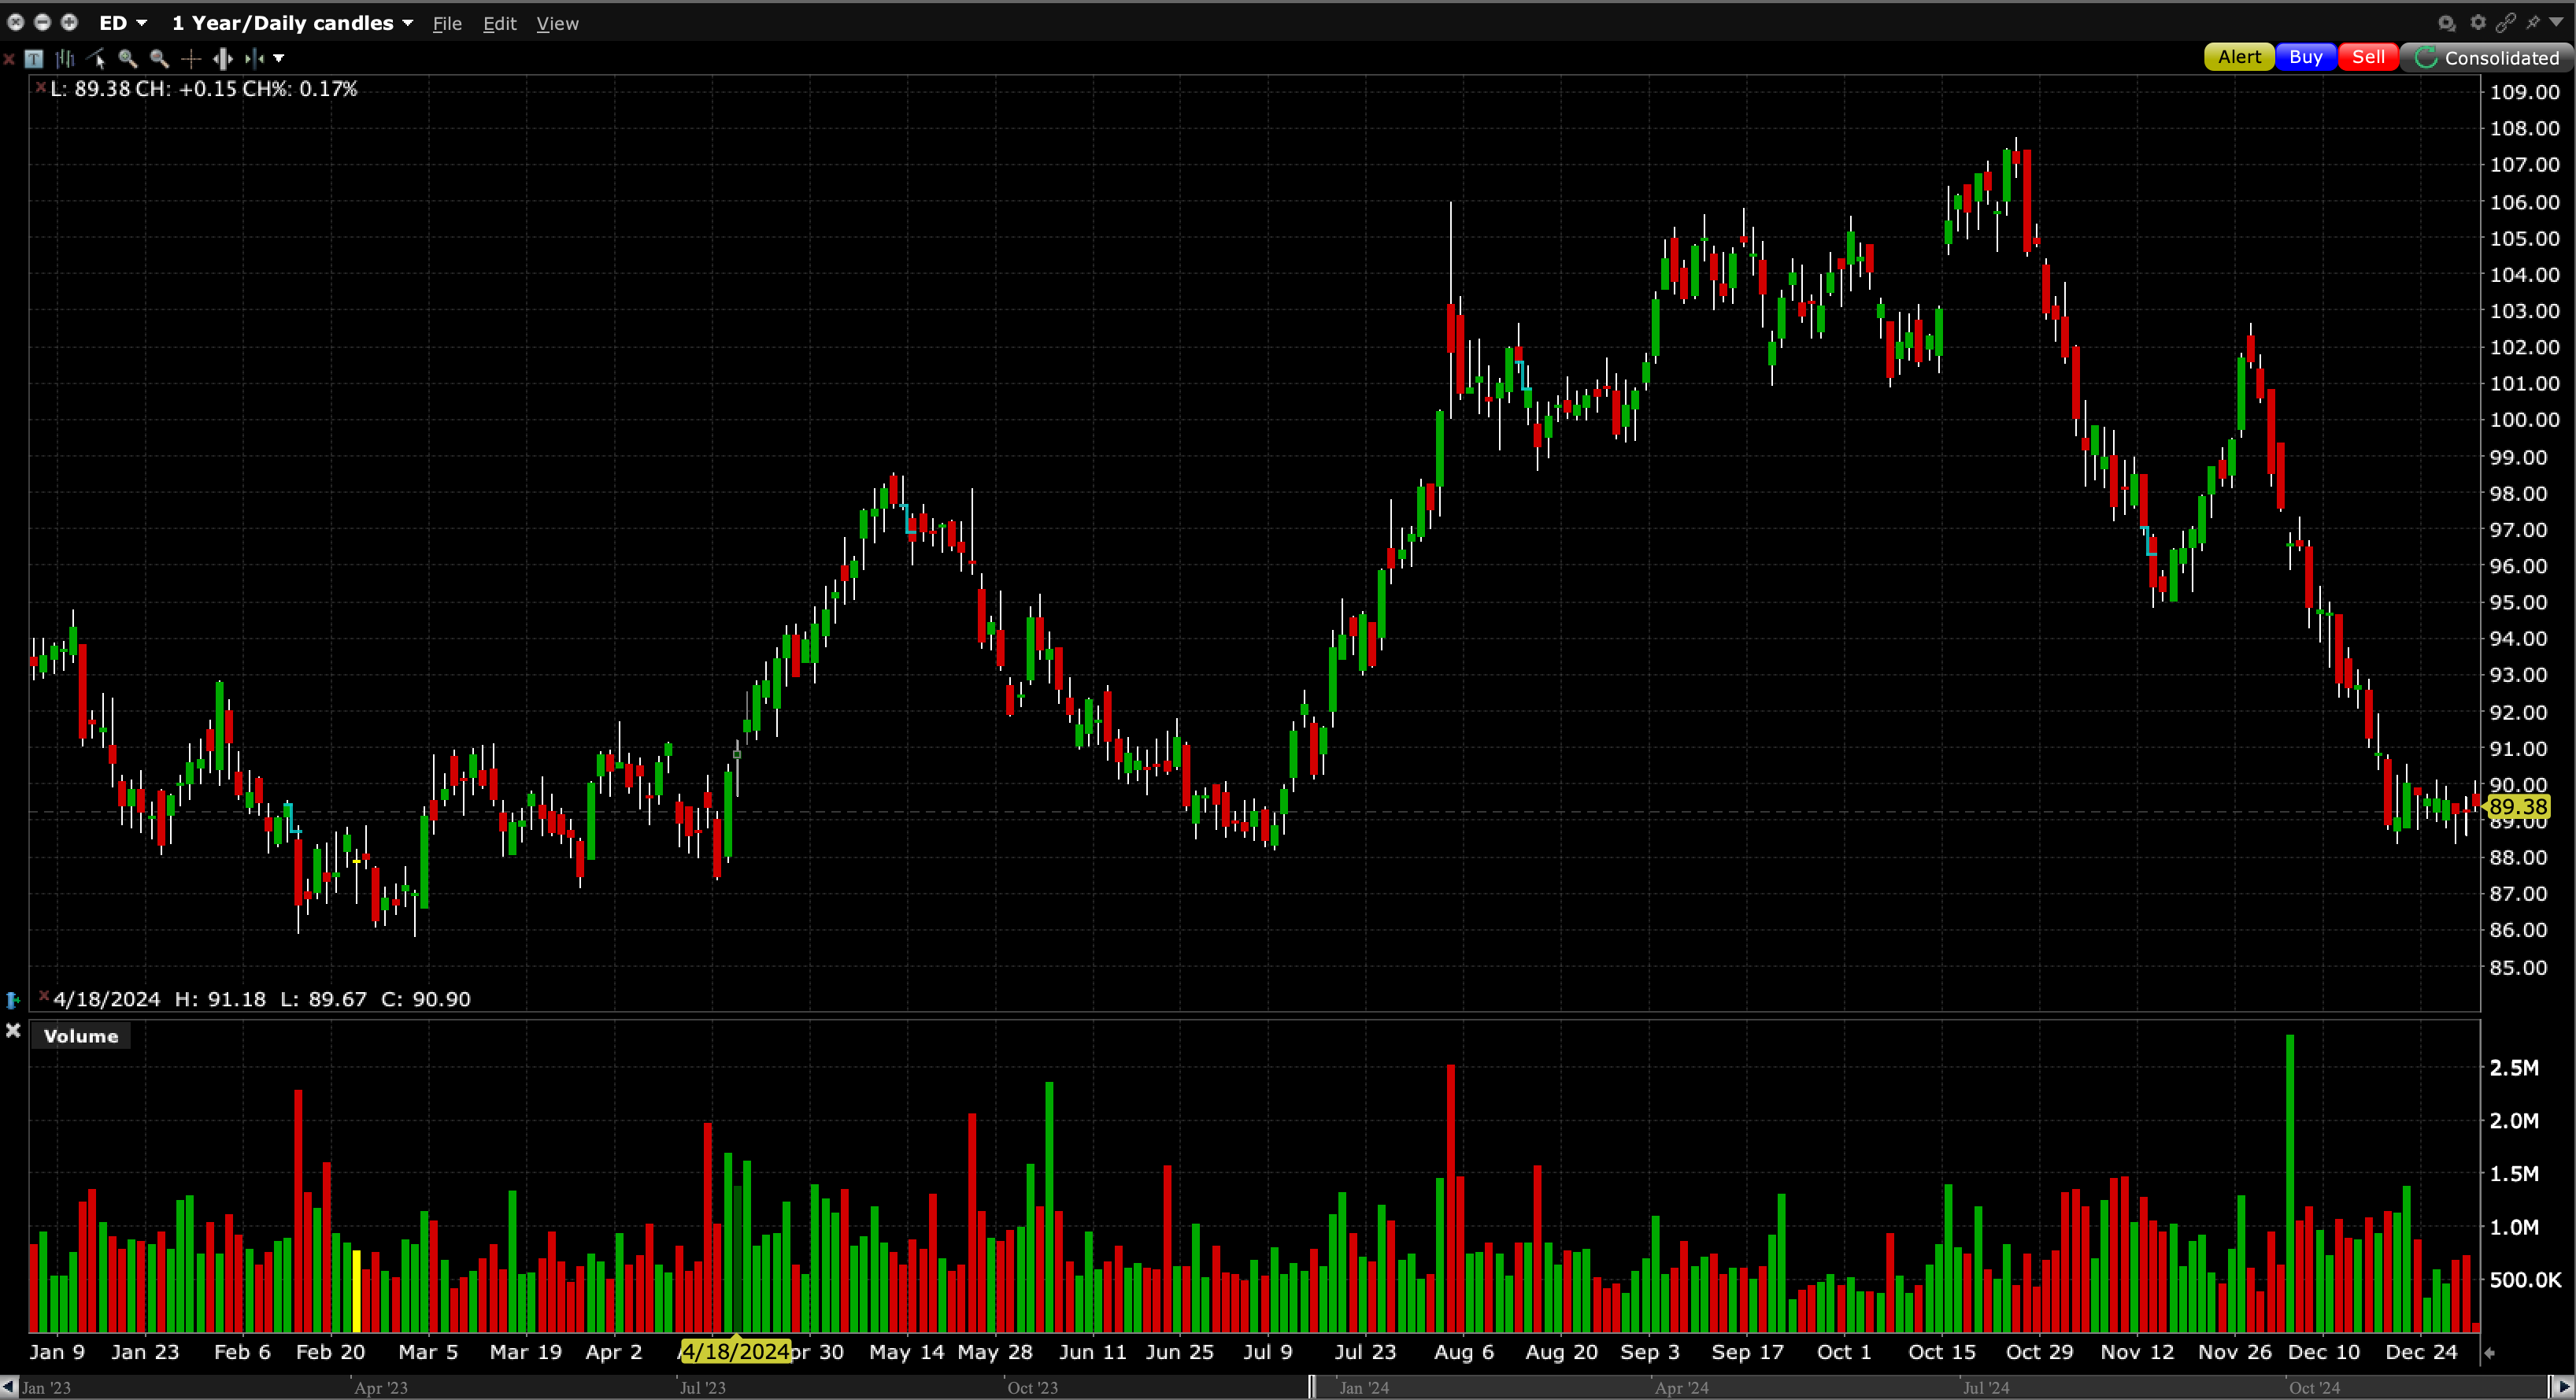 ED 1 Year/Daily candles File Edit View
T Alert Buy Sell Consolidated
L: 89.38 CH: +0.15 CH%: 0.17%
109.00
108.00
107.00
106.00
105.00
104.00
103.00
102.00
101.00
100.00
99.00
98.00
97.00
96.00
95.00
94.00
93.00
92.00
91.00
90.00
89.38
89.00
88.00
87.00
86.00
85.00
4/18/2024 H: 91.18 L: 89.67 C: 90.90
Volume
2.5M
2.0M
1.5M
1.0M
500.0K
Jan 9 Jan 23 Feb 6 Feb 20 Mar 5 Mar 19 Apr 2 4/18/2024 pr 30 May 14 May 28 Jun 11 Jun 25 Jul 9 Jul 23 Aug 6 Aug 20 Sep 3 Sep 17 Oct 1 Oct 15 Oct 29 Nov 12 Nov 26 Dec 10 Dec 24
Jan '23 Apr '23 Jul '23 Oct '23 Jan '24 Apr '24 Jul '24 Oct '24